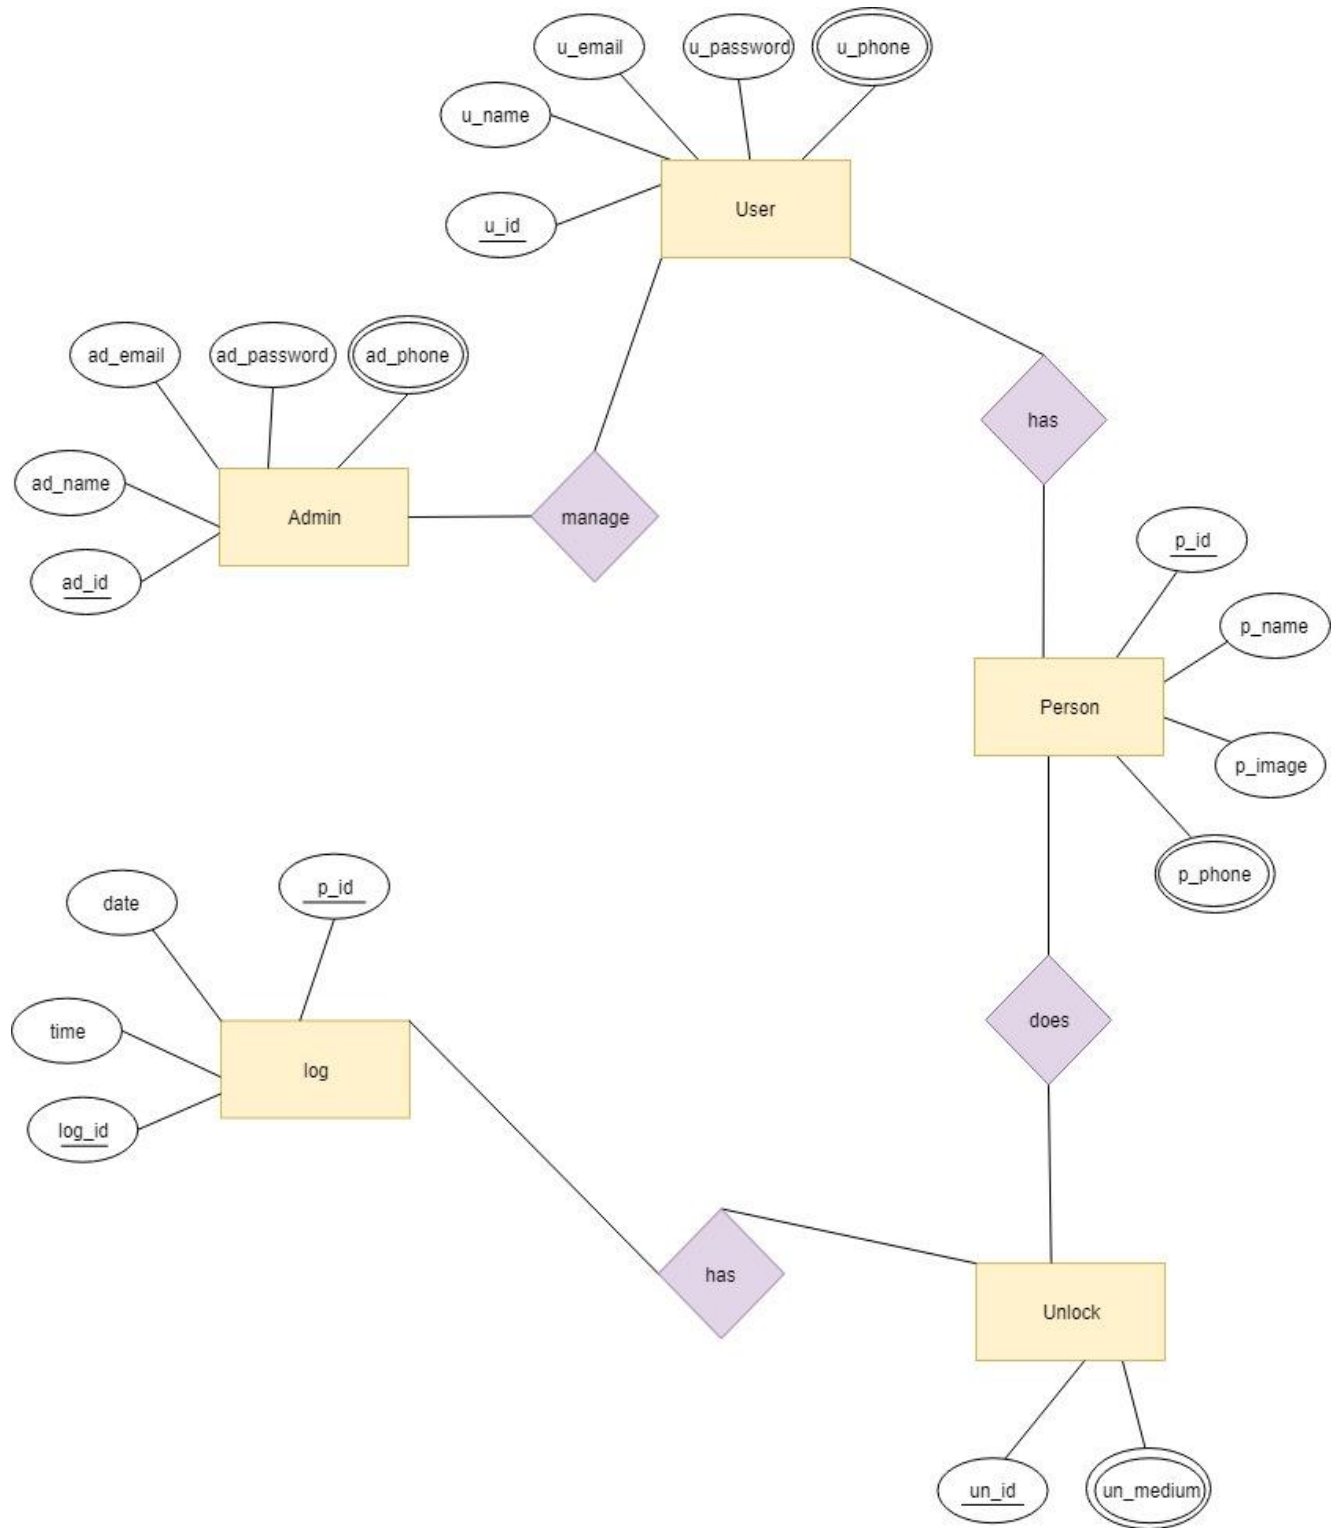 u_email
u_password
u_phone
u_name
User
u_id
ad_email
ad_password
ad_phone
has
ad_name
Admin
manage
p_id
ad_id
p_name
Person
p_image
p_phone
date
p_id
time
does
log
log_id
has
Unlock
un_id
un_medium